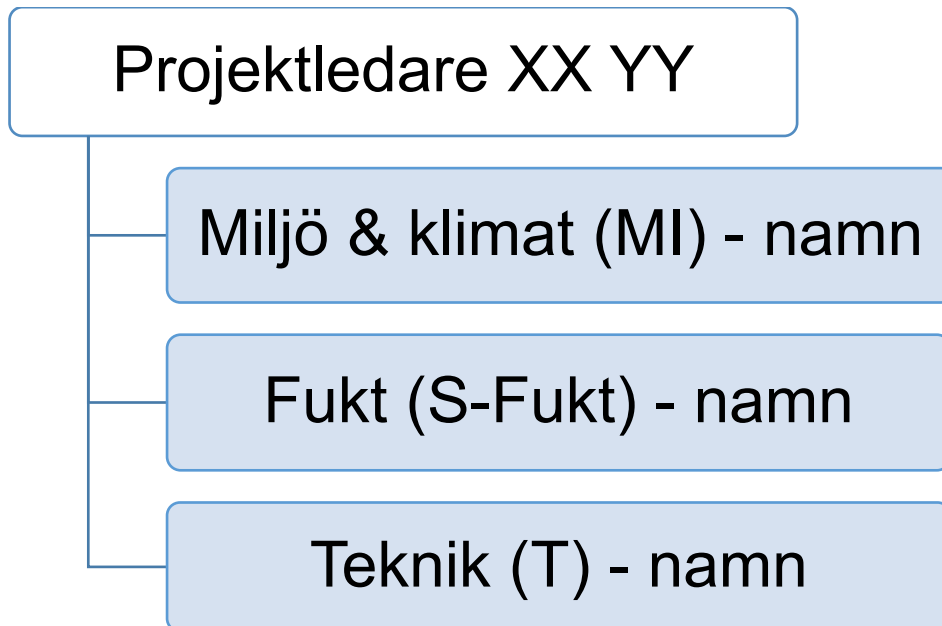 Projektledare XX YY
Miljö & klimat (MI) - namn
Fukt (S-Fukt) - namn
Teknik (T) - namn